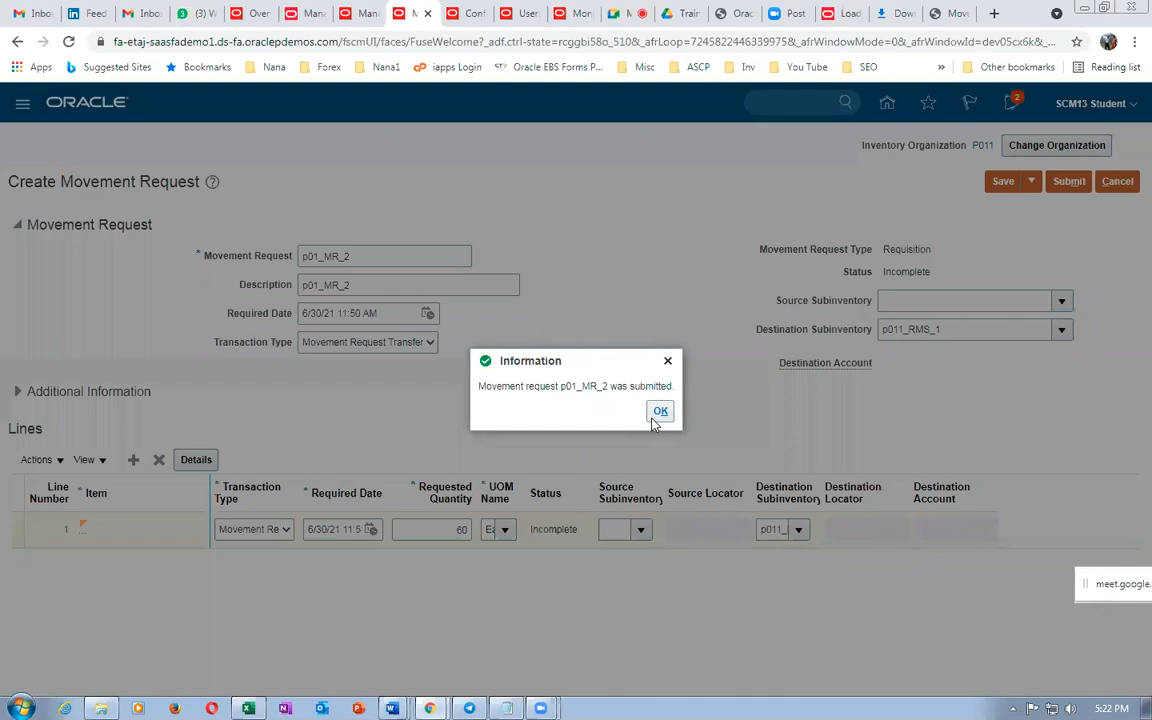 Inbo
Feed
Inbo
(3) W
Over
Mana
Mana
M
Conf
User
Mon
M
Train
Orac
Post
Load
Dow
Mov
fa-etaj-saasfademo1.ds-fa.oraclepdemos.com/fscmUI/faces/FuseWelcome?_adf.ctrl-state=rcggbi58o_510&_afrLoop=7245822446339975&_afrWindowMode=0&_afrWindowId=dev05cx6k&_...
Apps
Suggested Sites
Bookmarks
Nana
Forex
Nana1
iapps Login
Oracle EBS Forms P...
Misc
ASCP
Inv
You Tube
SEO
»
Other bookmarks
Reading list
ORACLE
2
SCM13 Student
Inventory Organization P011 Change Organization
Create Movement Request
Save
Submit
Cancel
Movement Request
* Movement Request p01_MR_2
Description p01_MR_2
Required Date 6/30/21 11:50 AM
Transaction Type Movement Request Transfer
Movement Request Type Requisition
Status Incomplete
Source Subinventory
Destination Subinventory p011_RMS_1
Destination Account
Information
Movement request p01_MR_2 was submitted.
OK
Additional Information
Lines
Actions View Details
Line Number
* Item
* Transaction Type
* Required Date
* Requested Quantity
* UOM Name
Status
Source Subinventory
Source Locator
Destination Subinventory
Destination Locator
Destination Account
1
...
Movement Re
6/30/21 11:5
60
Ea
Incomplete
p011_
meet.google.
5:22 PM